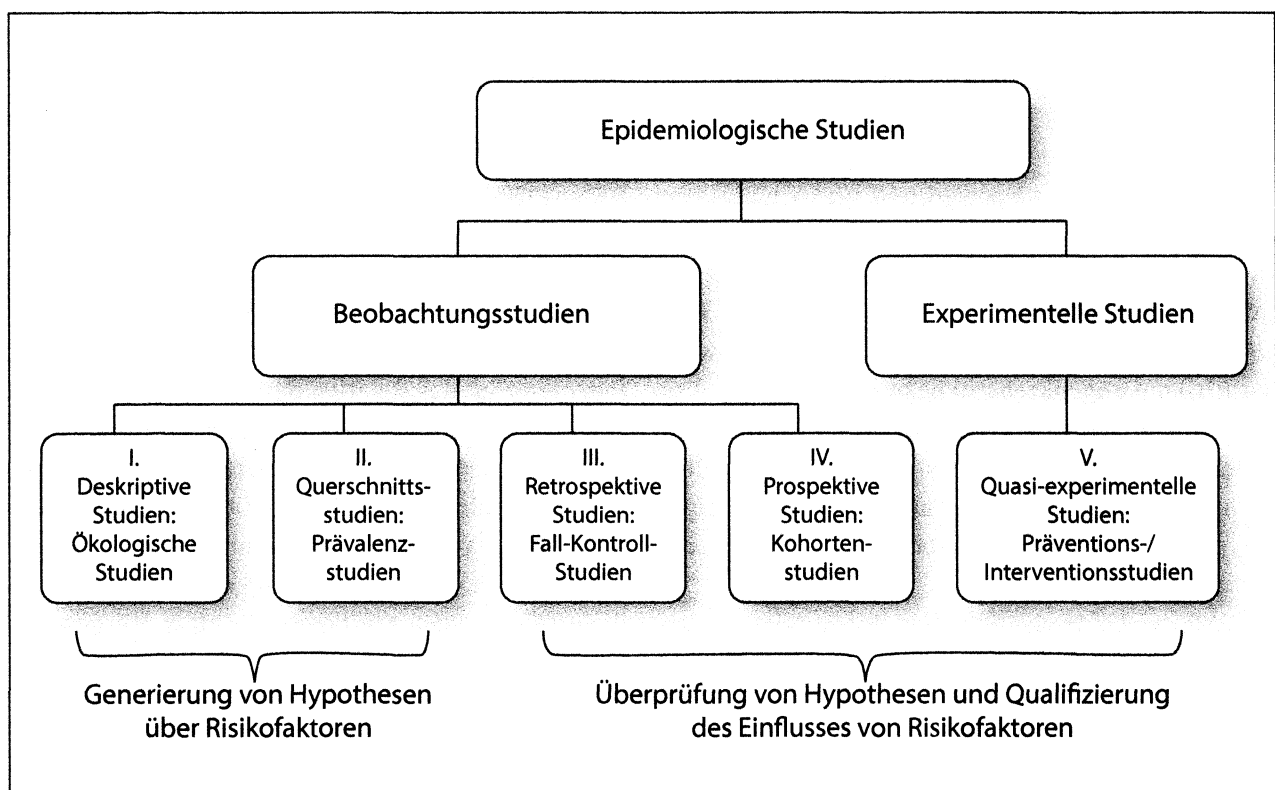 Epidemiologische Studien
Beobachtungsstudien
Experimentelle Studien
I.
Deskriptive
Studien:
Ökologische
Studien
II.
Querschnitts-
studien:
Prävalenz-
studien
III.
Retrospektive
Studien:
Fall-Kontroll-
Studien
IV.
Prospektive
Studien:
Kohorten-
studien
V.
Quasi-experimentelle
Studien:
Präventions-/
Interventionsstudien
Generierung von Hypothesen
über Risikofaktoren
Überprüfung von Hypothesen und Qualifizierung
des Einflusses von Risikofaktoren